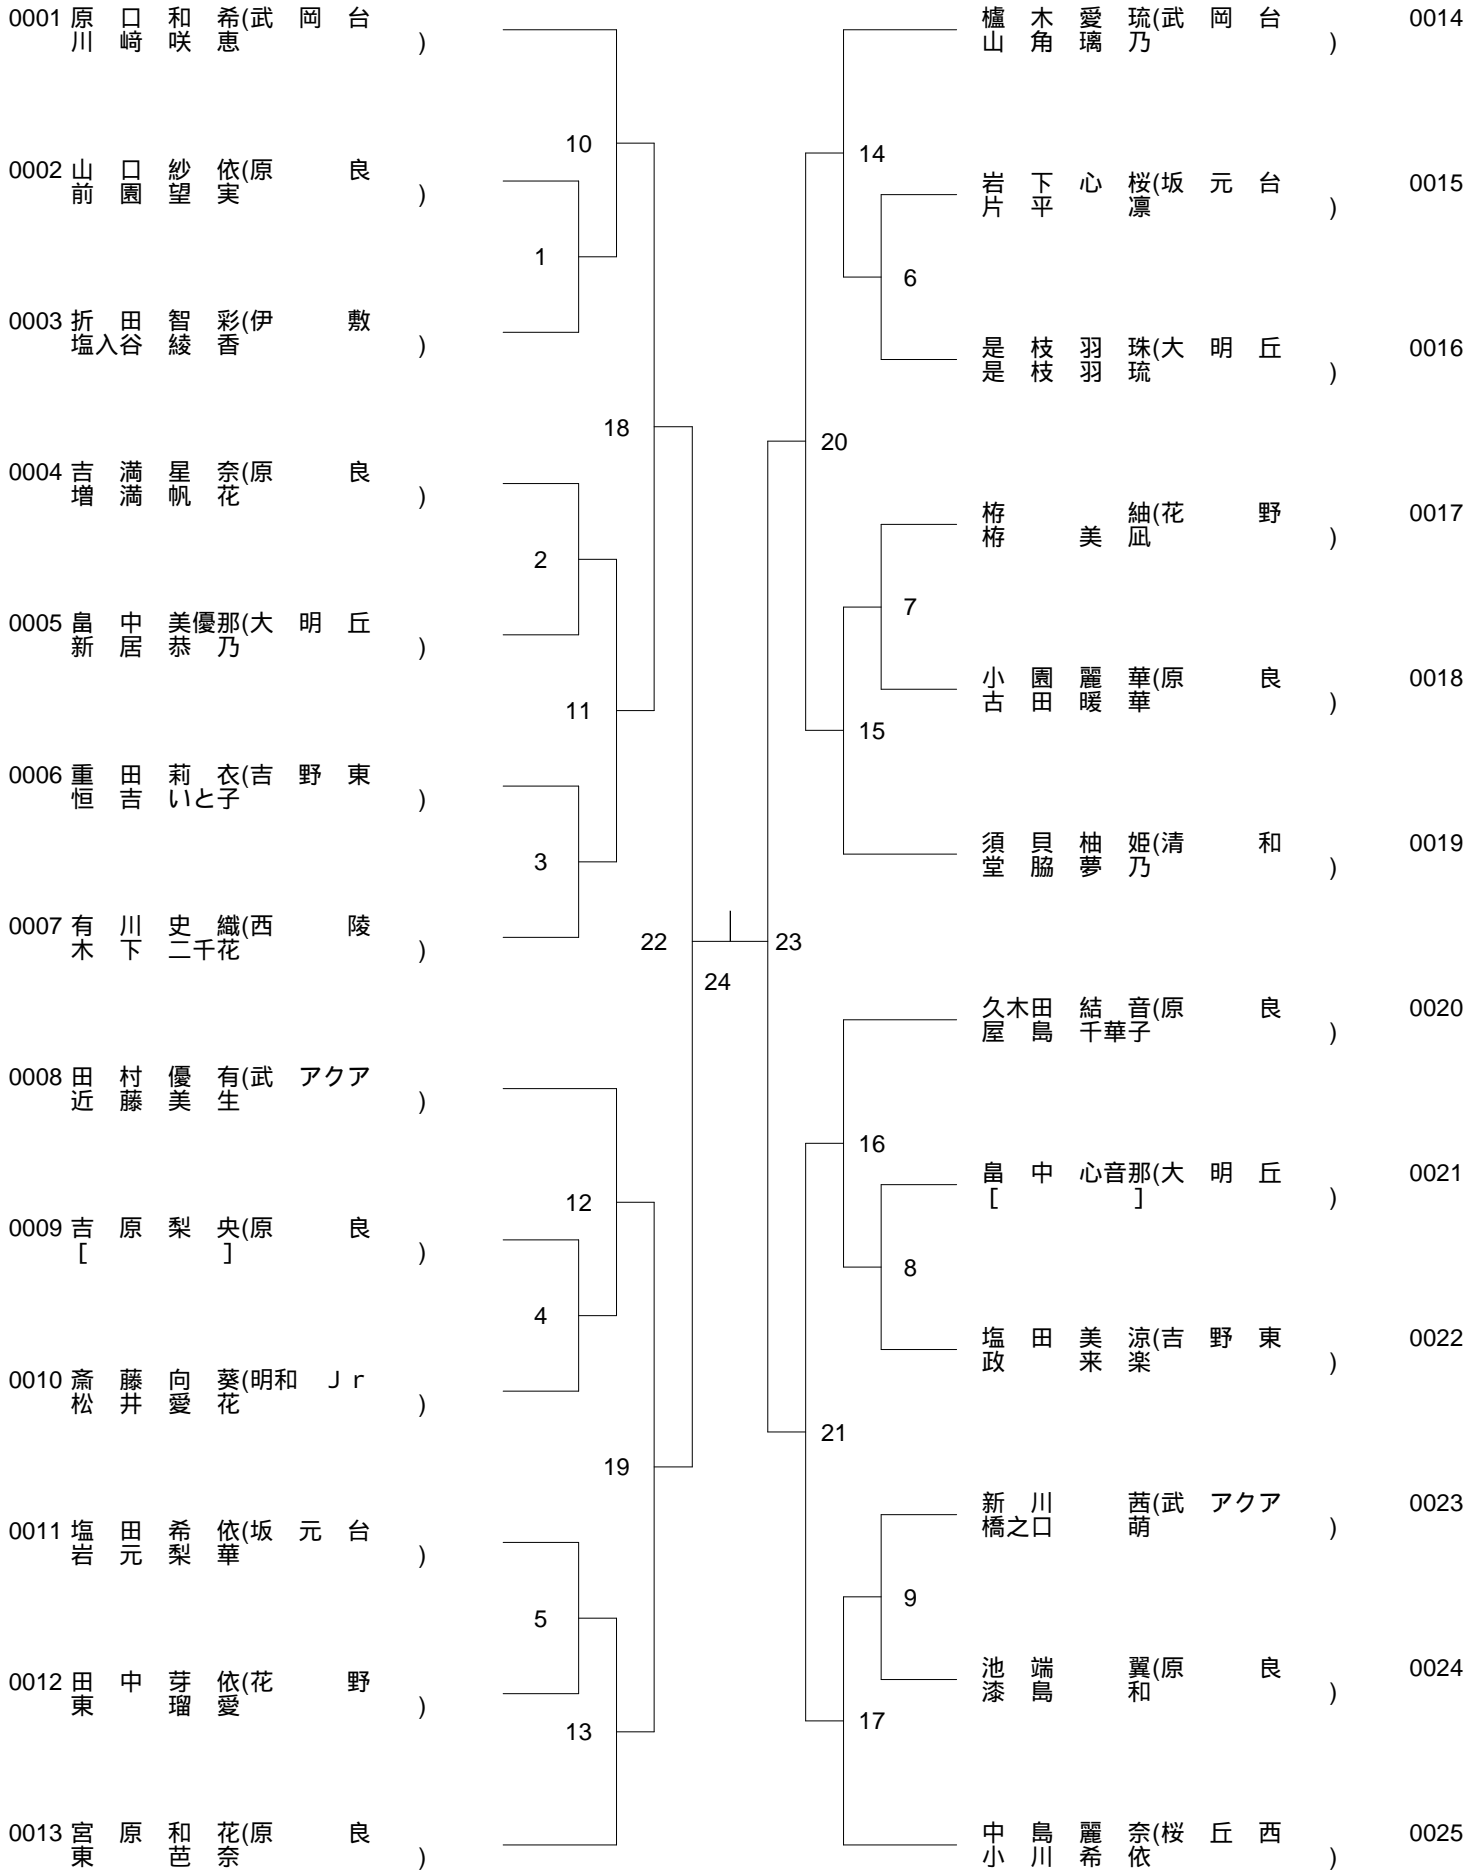 0001 原 口 和 希(武 岡 台
川 﨑 咲 恵 )
0002 山 口 紗 依(原 良
前 園 望 実 )
0003 折 田 智 彩(伊 敷
塩入谷 綾 香 )
0004 吉 満 星 奈(原 良
増 満 帆 花 )
0005 畠 中 美優那(大 明 丘
新 居 恭 乃 )
0006 重 田 莉 衣(吉 野 東
恒 吉 いと子 )
0007 有 川 史 織(西 陵
木 下 二千花 )
0008 田 村 優 有(武 アクア
近 藤 美 生 )
0009 吉 原 梨 央(原 良
[ ] )
0010 斎 藤 向 葵(明和 Jr
松 井 愛 花 )
0011 塩 田 希 依(坂 元 台
岩 元 梨 華 )
0012 田 中 芽 依(花 野
東 瑠 愛 )
0013 宮 原 和 花(原 良
東 芭 奈 )
10
1
18
2
11
3
22
24
23
12
4
19
5
13
14
6
20
7
15
16
8
21
9
17
櫨 木 愛 琉(武 岡 台 0014
山 角 璃 乃 )
岩 下 心 桜(坂 元 台 0015
片 平 凛 )
是 枝 羽 珠(大 明 丘 0016
是 枝 羽 琉 )
栫 紬(花 野 0017
栫 美 凪 )
小 園 麗 華(原 良 0018
古 田 暖 華 )
須 貝 柚 姫(清 和 0019
堂 脇 夢 乃 )
久木田 結 音(原 良 0020
屋 島 千華子 )
畠 中 心音那(大 明 丘 0021
[ ] )
塩 田 美 涼(吉 野 東 0022
政 来 楽 )
新 川 茜(武 アクア 0023
橋之口 萌 )
池 端 翼(原 良 0024
漆 島 和 )
中 島 麗 奈(桜 丘 西 0025
小 川 希 依 )